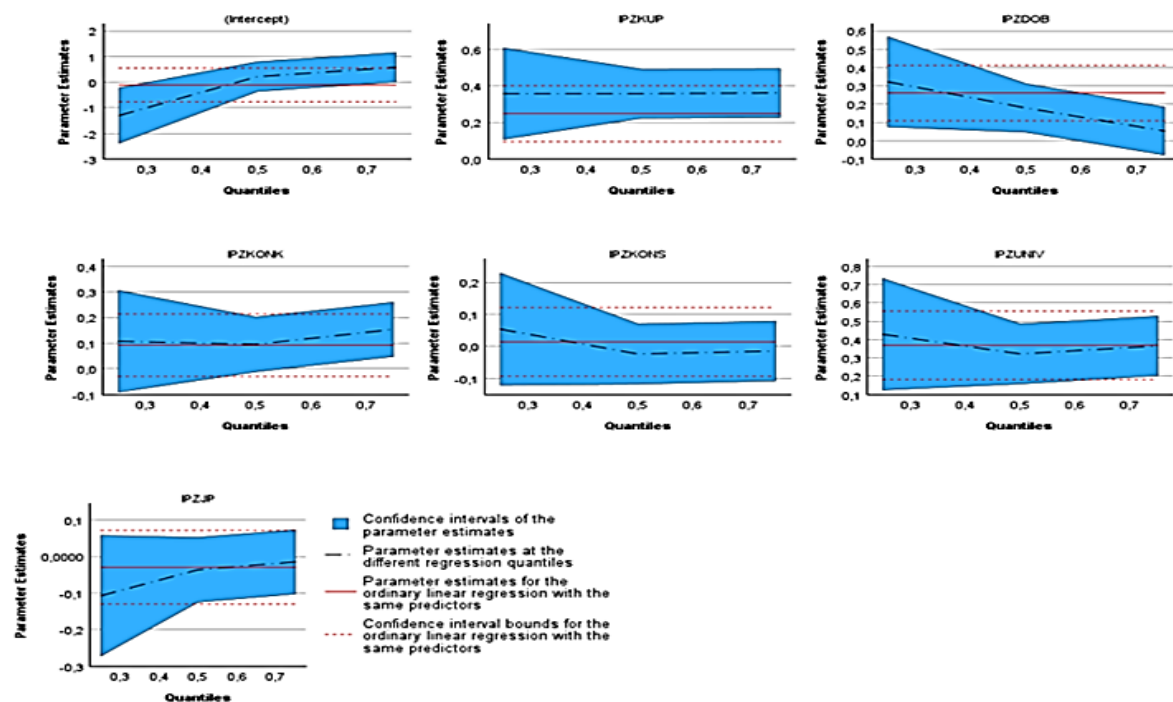 (Intercept)
Parameter Estimates
2
1
0
-1
-2
-3
0,3 0,4 0,5 0,6 0,7
Quantiles
IPZKUP
Parameter Estimates
0,6
0,4
0,2
0,0
0,3 0,4 0,5 0,6 0,7
Quantiles
IPZDOB
Parameter Estimates
0,6
0,5
0,4
0,3
0,2
0,1
0,0
-0,1
0,3 0,4 0,5 0,6 0,7
Quantiles
IPZKONK
Parameter Estimates
0,4
0,3
0,2
0,1
0,0
-0,1
0,3 0,4 0,5 0,6 0,7
Quantiles
IPZKONS
Parameter Estimates
0,2
0,1
0,0
-0,1
0,3 0,4 0,5 0,6 0,7
Quantiles
IPZUNIV
Parameter Estimates
0,8
0,7
0,6
0,5
0,4
0,3
0,2
0,1
0,3 0,4 0,5 0,6 0,7
Quantiles
IPZJP
Parameter Estimates
0,1
0,0000
-0,1
-0,2
-0,3
0,3 0,4 0,5 0,6 0,7
Quantiles
Confidence intervals of the
parameter estimates
Parameter estimates at the
different regression quantiles
Parameter estimates for the
ordinary linear regression with the
same predictors
Confidence interval bounds for the
ordinary linear regression with the
same predictors